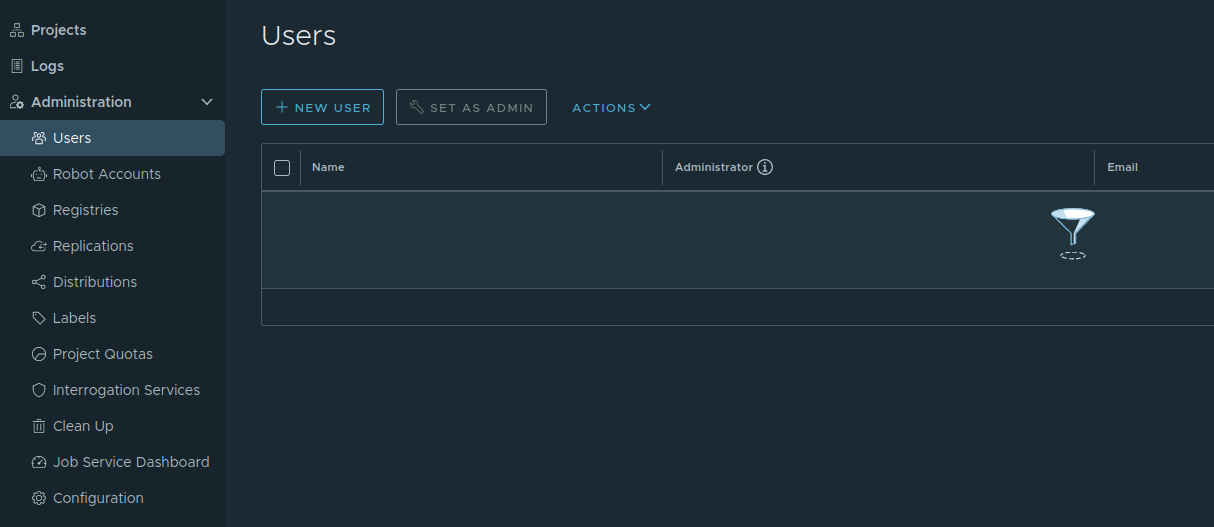 Projects
Logs
Administration
Users
Robot Accounts
Registries
Replications
Distributions
Labels
Project Quotas
Interrogation Services
Clean Up
Job Service Dashboard
Configuration
Users
NEW USER SET AS ADMIN ACTIONS
Name Administrator Email